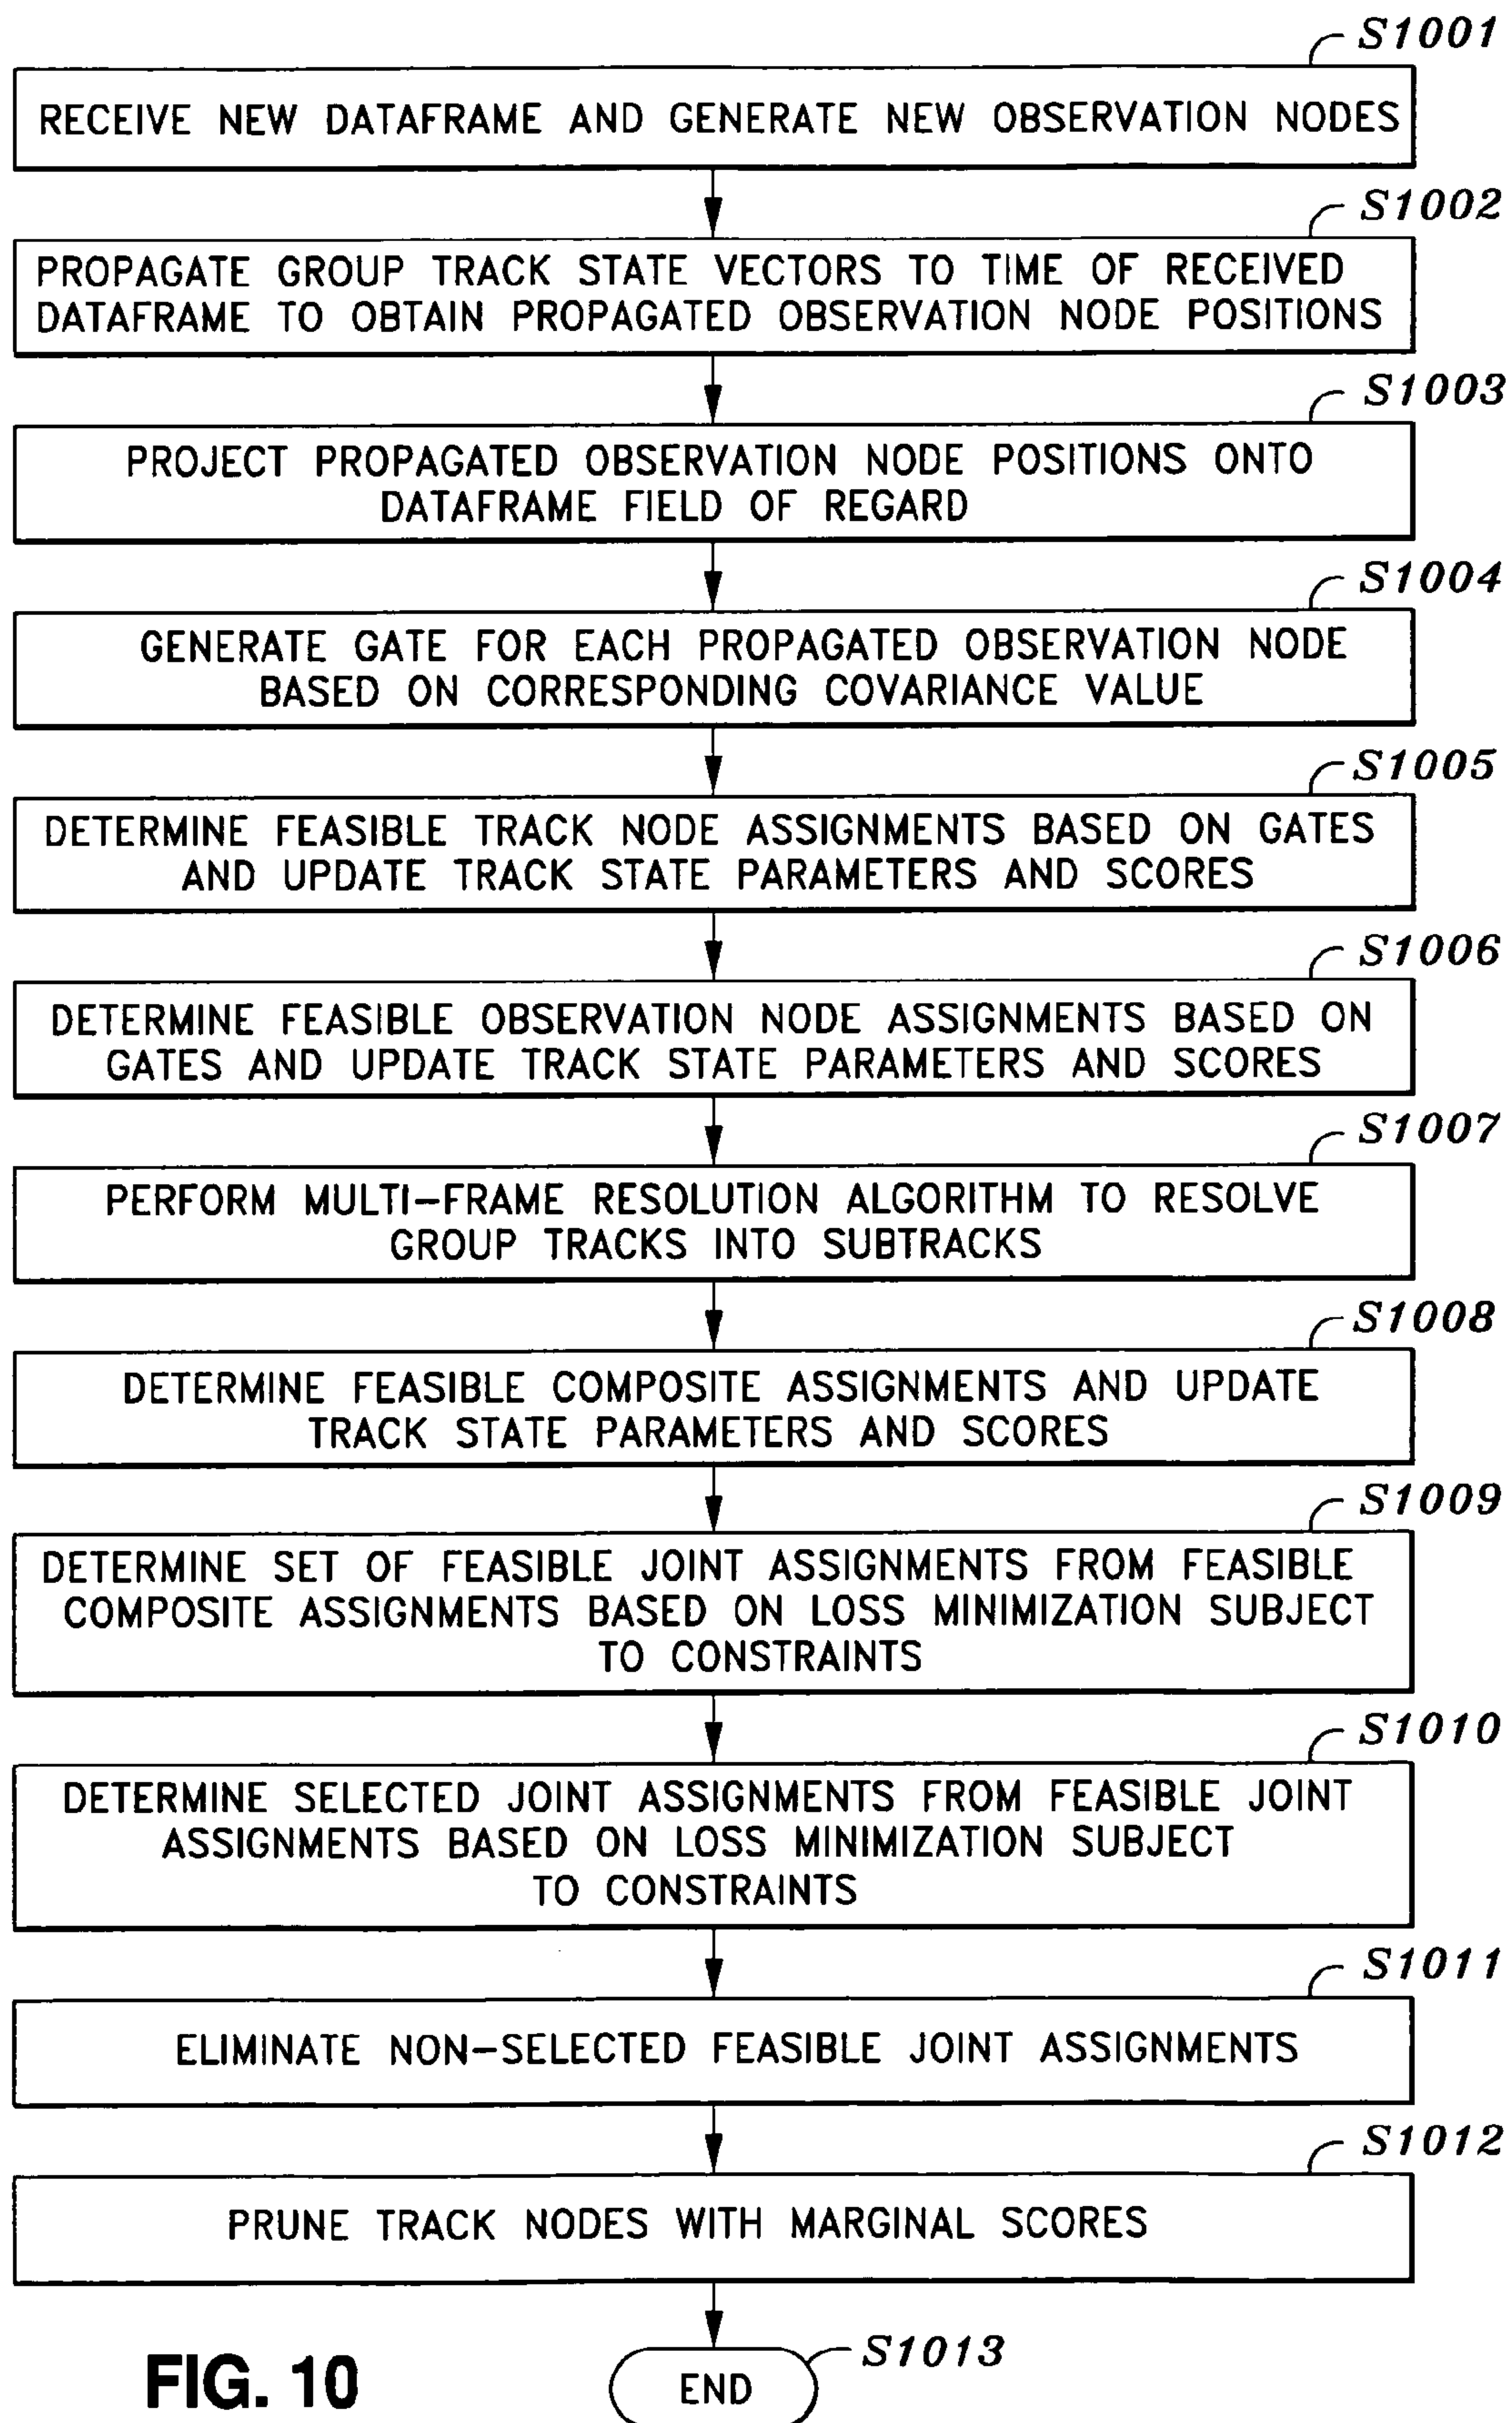 S1001
RECEIVE NEW DATAFRAME AND GENERATE NEW OBSERVATION NODES
S1002
PROPAGATE GROUP TRACK STATE VECTORS TO TIME OF RECEIVED
DATAFRAME TO OBTAIN PROPAGATED OBSERVATION NODE POSITIONS
S1003
PROJECT PROPAGATED OBSERVATION NODE POSITIONS ONTO
DATAFRAME FIELD OF REGARD
S1004
GENERATE GATE FOR EACH PROPAGATED OBSERVATION NODE
BASED ON CORRESPONDING COVARIANCE VALUE
S1005
DETERMINE FEASIBLE TRACK NODE ASSIGNMENTS BASED ON GATES
AND UPDATE TRACK STATE PARAMETERS AND SCORES
S1006
DETERMINE FEASIBLE OBSERVATION NODE ASSIGNMENTS BASED ON
GATES AND UPDATE TRACK STATE PARAMETERS AND SCORES
S1007
PERFORM MULTI-FRAME RESOLUTION ALGORITHM TO RESOLVE
GROUP TRACKS INTO SUBTRACKS
S1008
DETERMINE FEASIBLE COMPOSITE ASSIGNMENTS AND UPDATE
TRACK STATE PARAMETERS AND SCORES
S1009
DETERMINE SET OF FEASIBLE JOINT ASSIGNMENTS FROM FEASIBLE
COMPOSITE ASSIGNMENTS BASED ON LOSS MINIMIZATION SUBJECT
TO CONSTRAINTS
S1010
DETERMINE SELECTED JOINT ASSIGNMENTS FROM FEASIBLE JOINT
ASSIGNMENTS BASED ON LOSS MINIMIZATION SUBJECT
TO CONSTRAINTS
S1011
ELIMINATE NON-SELECTED FEASIBLE JOINT ASSIGNMENTS
S1012
PRUNE TRACK NODES WITH MARGINAL SCORES
S1013
END
FIG. 10